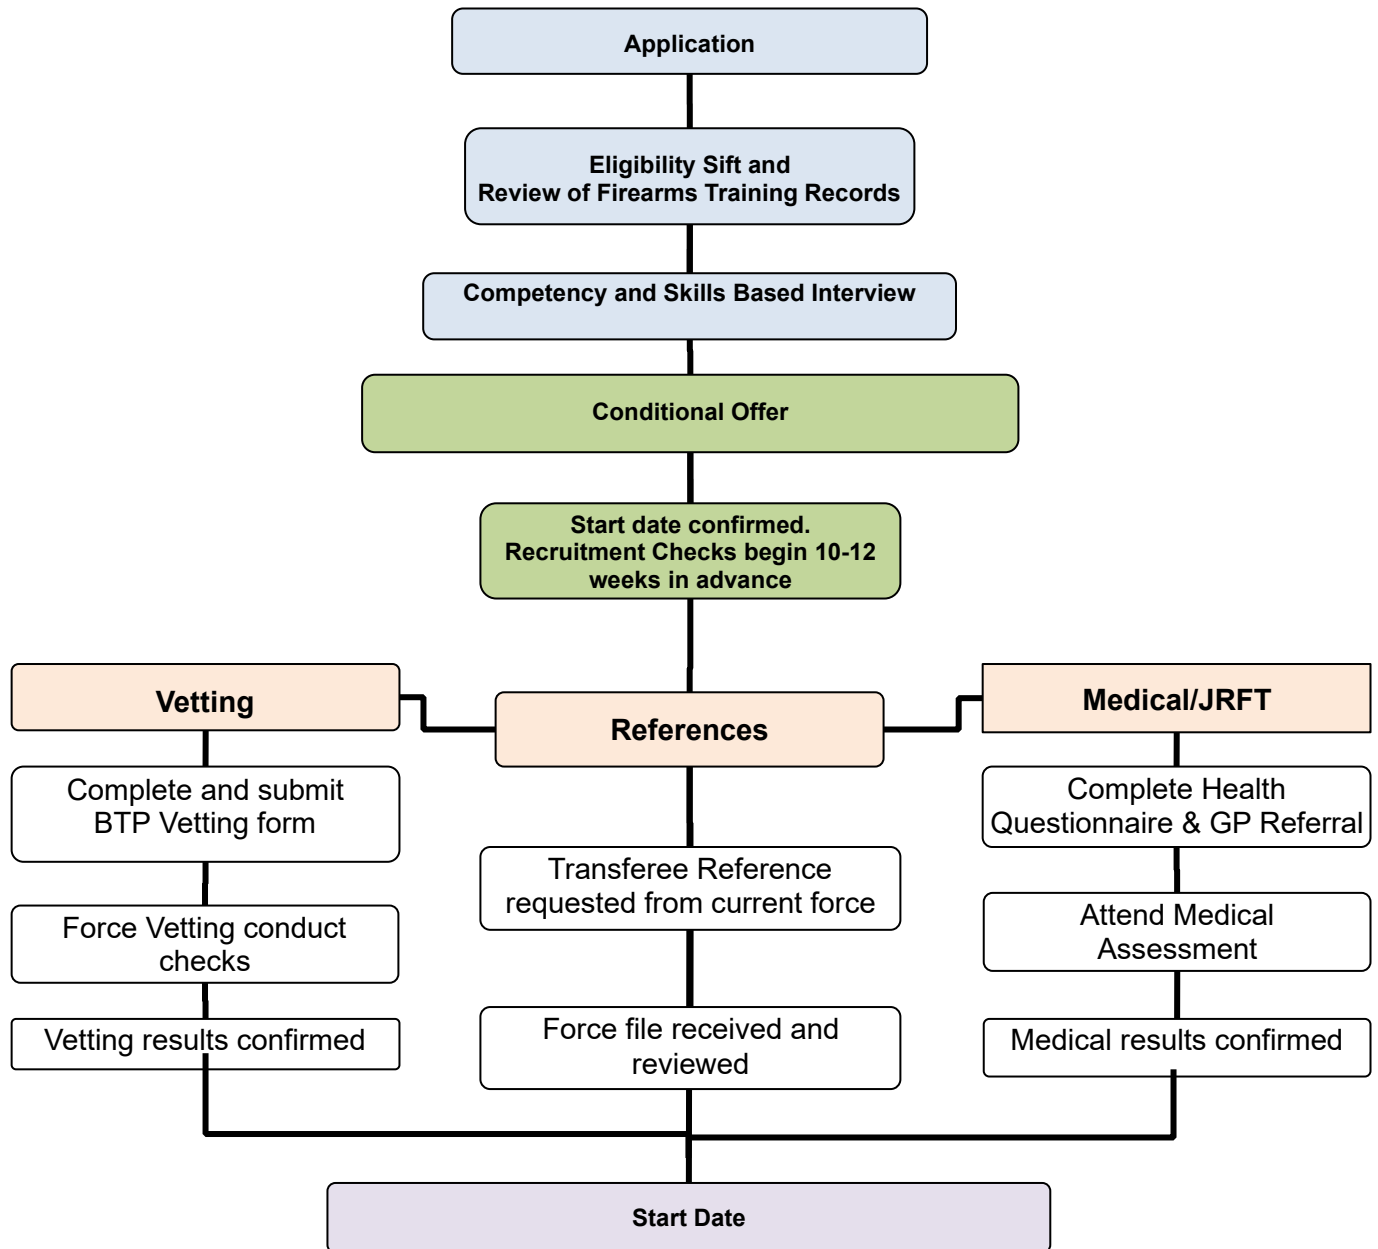 Application
Eligibility Sift and
Review of Firearms Training Records
Competency and Skills Based Interview
Conditional Offer
Start date confirmed.
Recruitment Checks begin 10-12
weeks in advance
Vetting
Complete and submit
BTP Vetting form
Force Vetting conduct
checks
Vetting results confirmed
References
Transferee Reference
requested from current force
Force file received and
reviewed
Medical/JRFT
Complete Health
Questionnaire & GP Referral
Attend Medical
Assessment
Medical results confirmed
Start Date